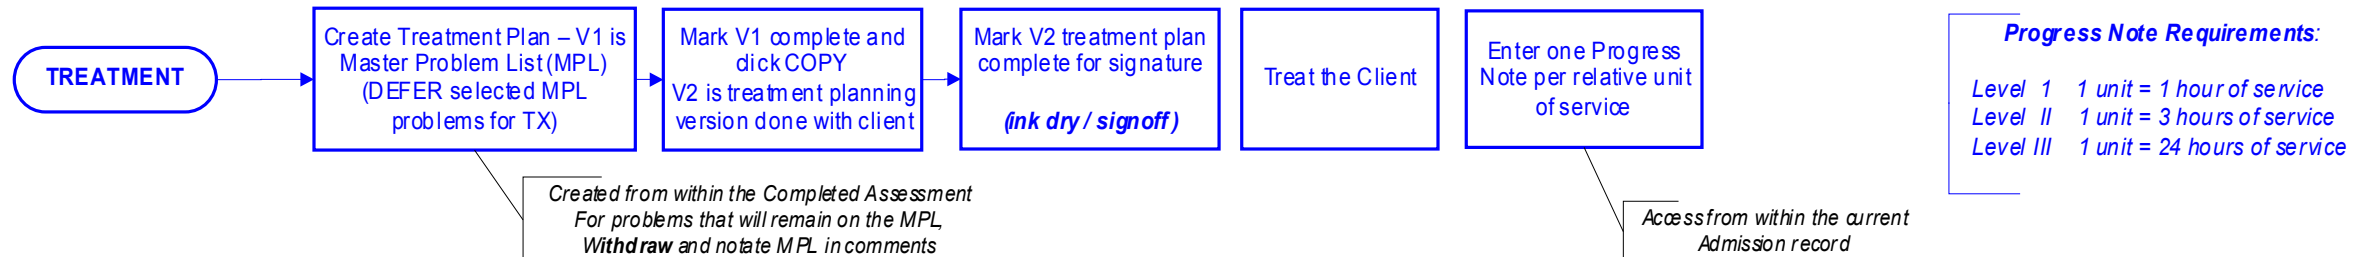 TREATMENT
Create Treatment Plan – V1 is
Master Problem List (MPL)
(DEFER selected MPL
problems for TX)
Mark V1 complete and
click COPY
V2 is treatment planning
version done with client
Mark V2 treatment plan
complete for signature
(ink dry / signoff)
Treat the Client
Enter one Progress
Note per relative unit
of service
Progress Note Requirements:
Level 1 1 unit = 1 hour of service
Level II 1 unit = 3 hours of service
Level III 1 unit = 24 hours of service
Created from within the Completed Assessment
For problems that will remain on the MPL,
Withdraw and notate MPL in comments
Access from within the current
Admission record